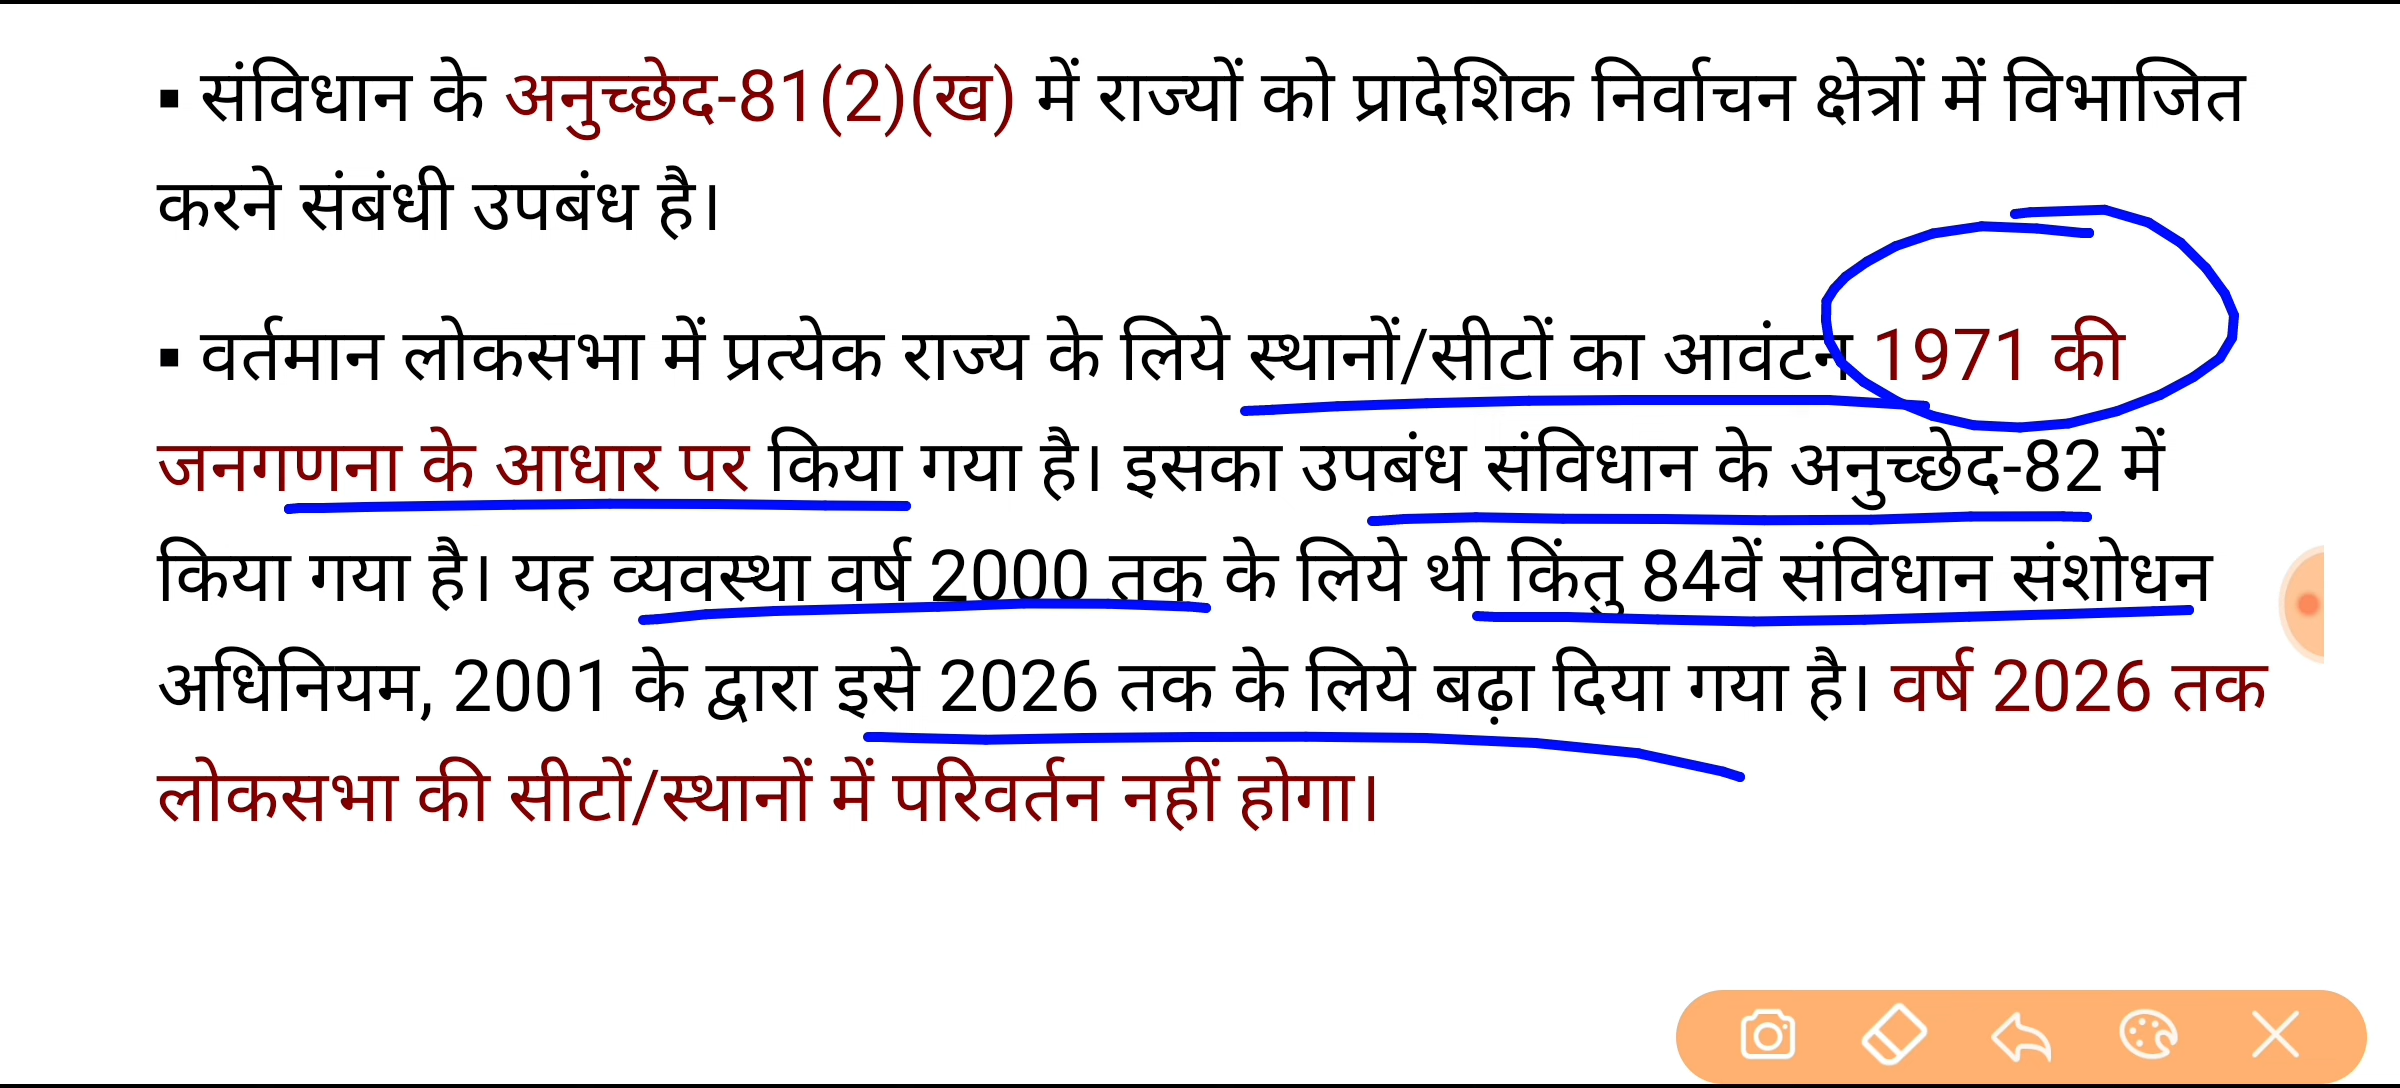 ▪ संविधान के अनुच्छेद-81(2)(ख) में राज्यों को प्रादेशिक निर्वाचन क्षेत्रों में विभाजित
करने संबंधी उपबंध है।
▪ वर्तमान लोकसभा में प्रत्येक राज्य के लिये स्थानों/सीटों का आवंटन 1971 की
जनगणना के आधार पर किया गया है। इसका उपबंध संविधान के अनुच्छेद-82 में
किया गया है। यह व्यवस्था वर्ष 2000 तक के लिये थी किंतु 84वें संविधान संशोधन
अधिनियम, 2001 के द्वारा इसे 2026 तक के लिये बढ़ा दिया गया है। वर्ष 2026 तक
लोकसभा की सीटों/स्थानों में परिवर्तन नहीं होगा।